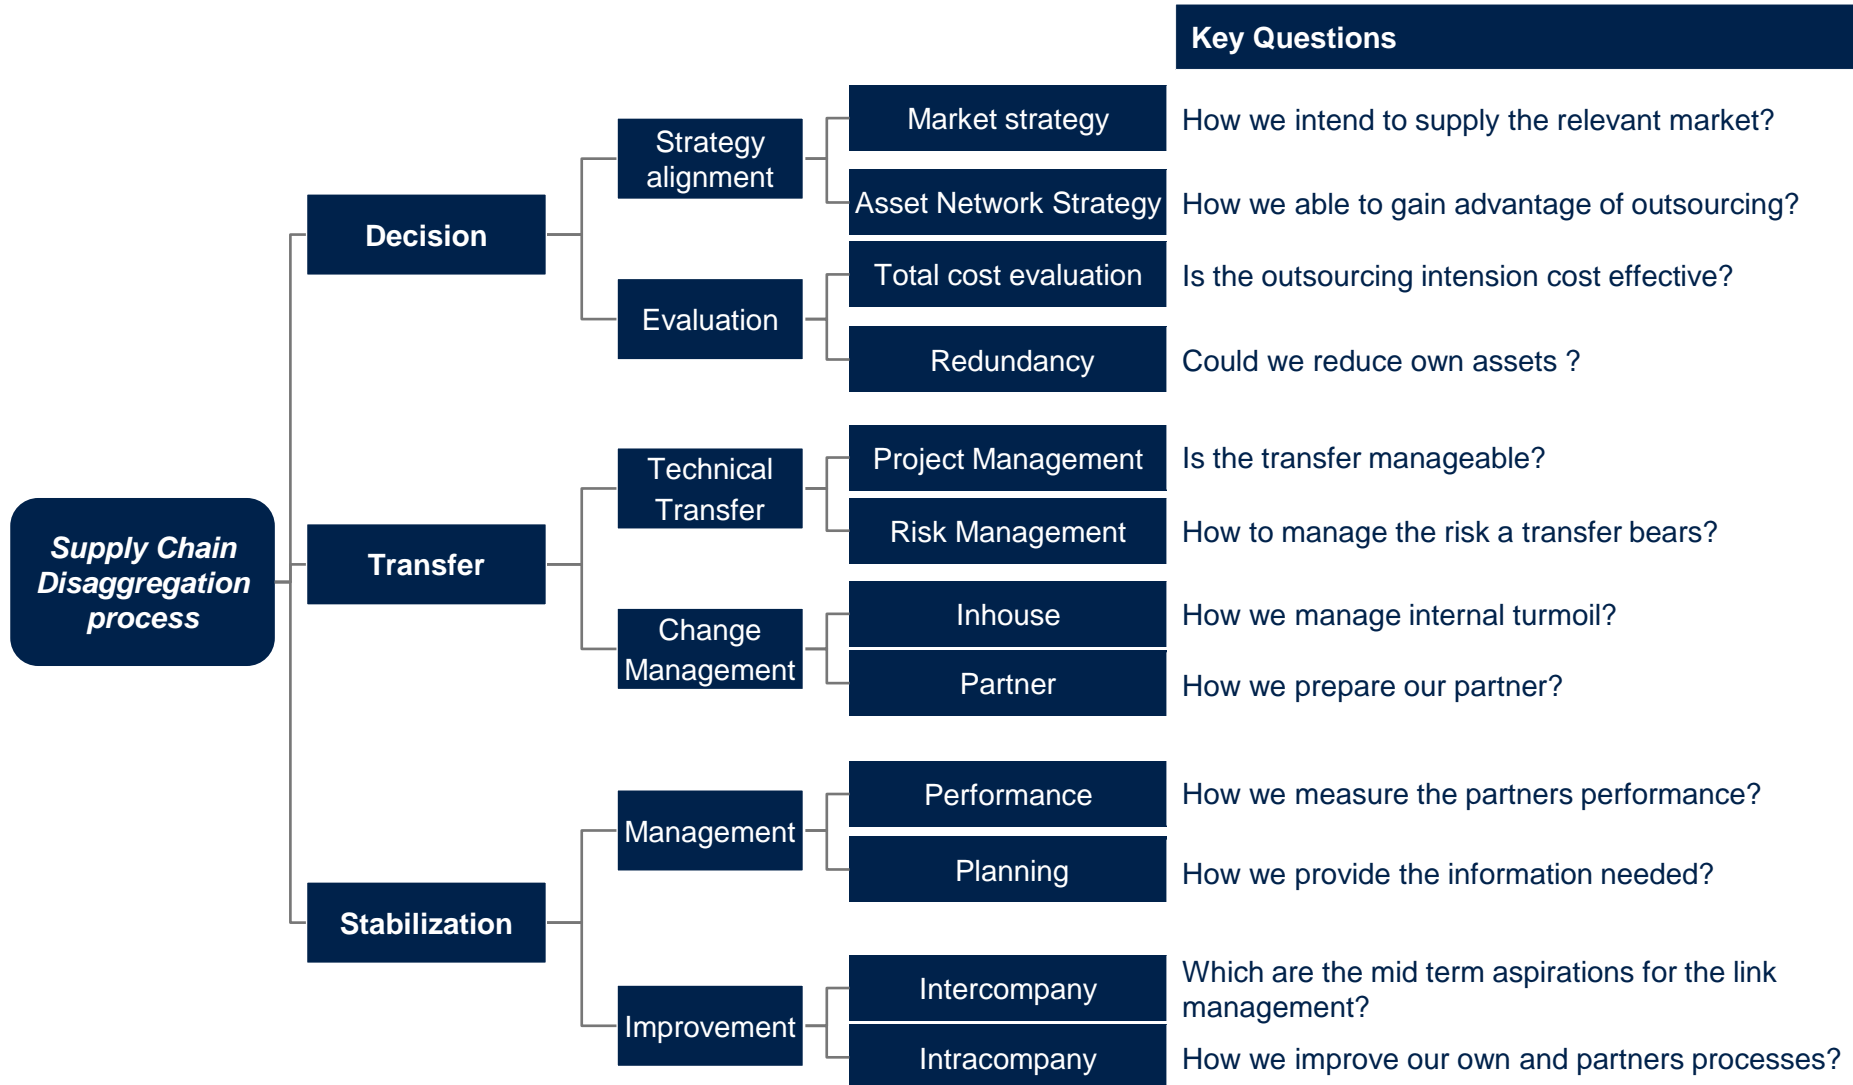 Key Questions
Supply Chain
Disaggregation
process
Decision
Strategy
alignment
Market strategy
How we intend to supply the relevant market?
Asset Network Strategy
How we able to gain advantage of outsourcing?
Evaluation
Total cost evaluation
Is the outsourcing intension cost effective?
Redundancy
Could we reduce own assets ?
Transfer
Technical
Transfer
Project Management
Is the transfer manageable?
Risk Management
How to manage the risk a transfer bears?
Change
Management
Inhouse
How we manage internal turmoil?
Partner
How we prepare our partner?
Stabilization
Management
Performance
How we measure the partners performance?
Planning
How we provide the information needed?
Improvement
Intercompany
Which are the mid term aspirations for the link
management?
Intracompany
How we improve our own and partners processes?